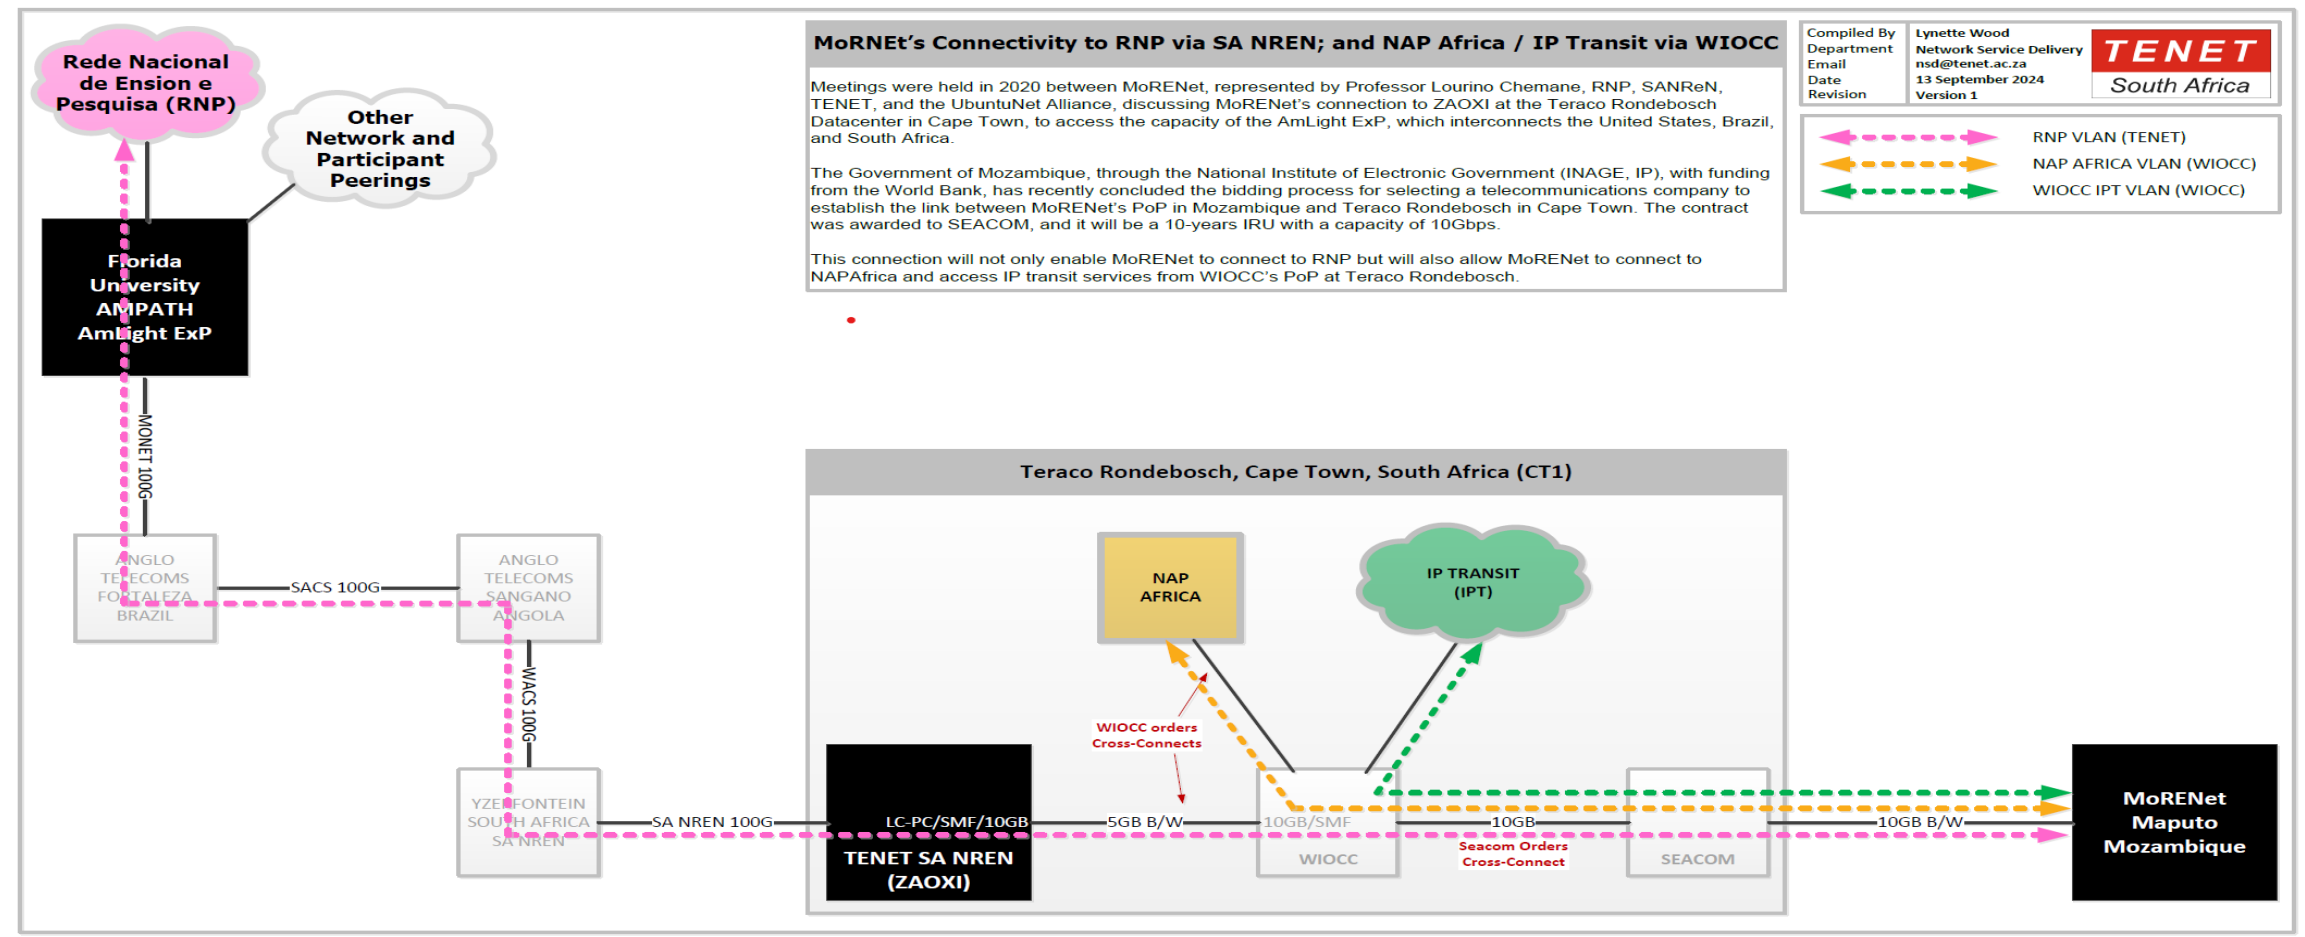 Rede Nacional
de Ension e
Pesquisa (RNP)
Other
Network and
Participant
Peerings
Florida
University
AMPATH
AmLight ExP
MONET 100G
ANGLO
TELECOMS
FORTALEZA
BRAZIL
SACS 100G
ANGLO
TELECOMS
SANGANO
ANGOLA
WACS 100G
YZERFONTEIN
SOUTH AFRICA
SA NREN
SA NREN 100G
MoRNEt’s Connectivity to RNP via SA NREN; and NAP Africa / IP Transit via WIOCC
Meetings were held in 2020 between MoRENet, represented by Professor Lourino Chemane, RNP, SANReN,
TENET, and the UbuntuNet Alliance, discussing MoRENet’s connection to ZAOXI at the Teraco Rondebosch
Datacenter in Cape Town, to access the capacity of the AmLight ExP, which interconnects the United States, Brazil,
and South Africa.
The Government of Mozambique, through the National Institute of Electronic Government (INAGE, IP), with funding
from the World Bank, has recently concluded the bidding process for selecting a telecommunications company to
establish the link between MoRENet’s PoP in Mozambique and Teraco Rondebosch in Cape Town. The contract
was awarded to SEACOM, and it will be a 10-years IRU with a capacity of 10Gbps.
This connection will not only enable MoRENet to connect to RNP but will also allow MoRENet to connect to
NAPAfrica and access IP transit services from WIOCC’s PoP at Teraco Rondebosch.
Compiled By Lynette Wood
Department Network Service Delivery
Email nsd@tenet.ac.za
Date 13 September 2024
Revision Version 1
TENET
South Africa
RNP VLAN (TENET)
NAP AFRICA VLAN (WIOCC)
WIOCC IPT VLAN (WIOCC)
Teraco Rondebosch, Cape Town, South Africa (CT1)
NAP
AFRICA
IP TRANSIT
(IPT)
WIOCC orders
Cross-Connects
LC-PC/SMF/10GB
TENET SA NREN
(ZAOXI)
5GB B/W
10GB/SMF
WIOCC
10GB
Seacom Orders
Cross-Connect
SEACOM
10GB B/W
MoRENet
Maputo
Mozambique